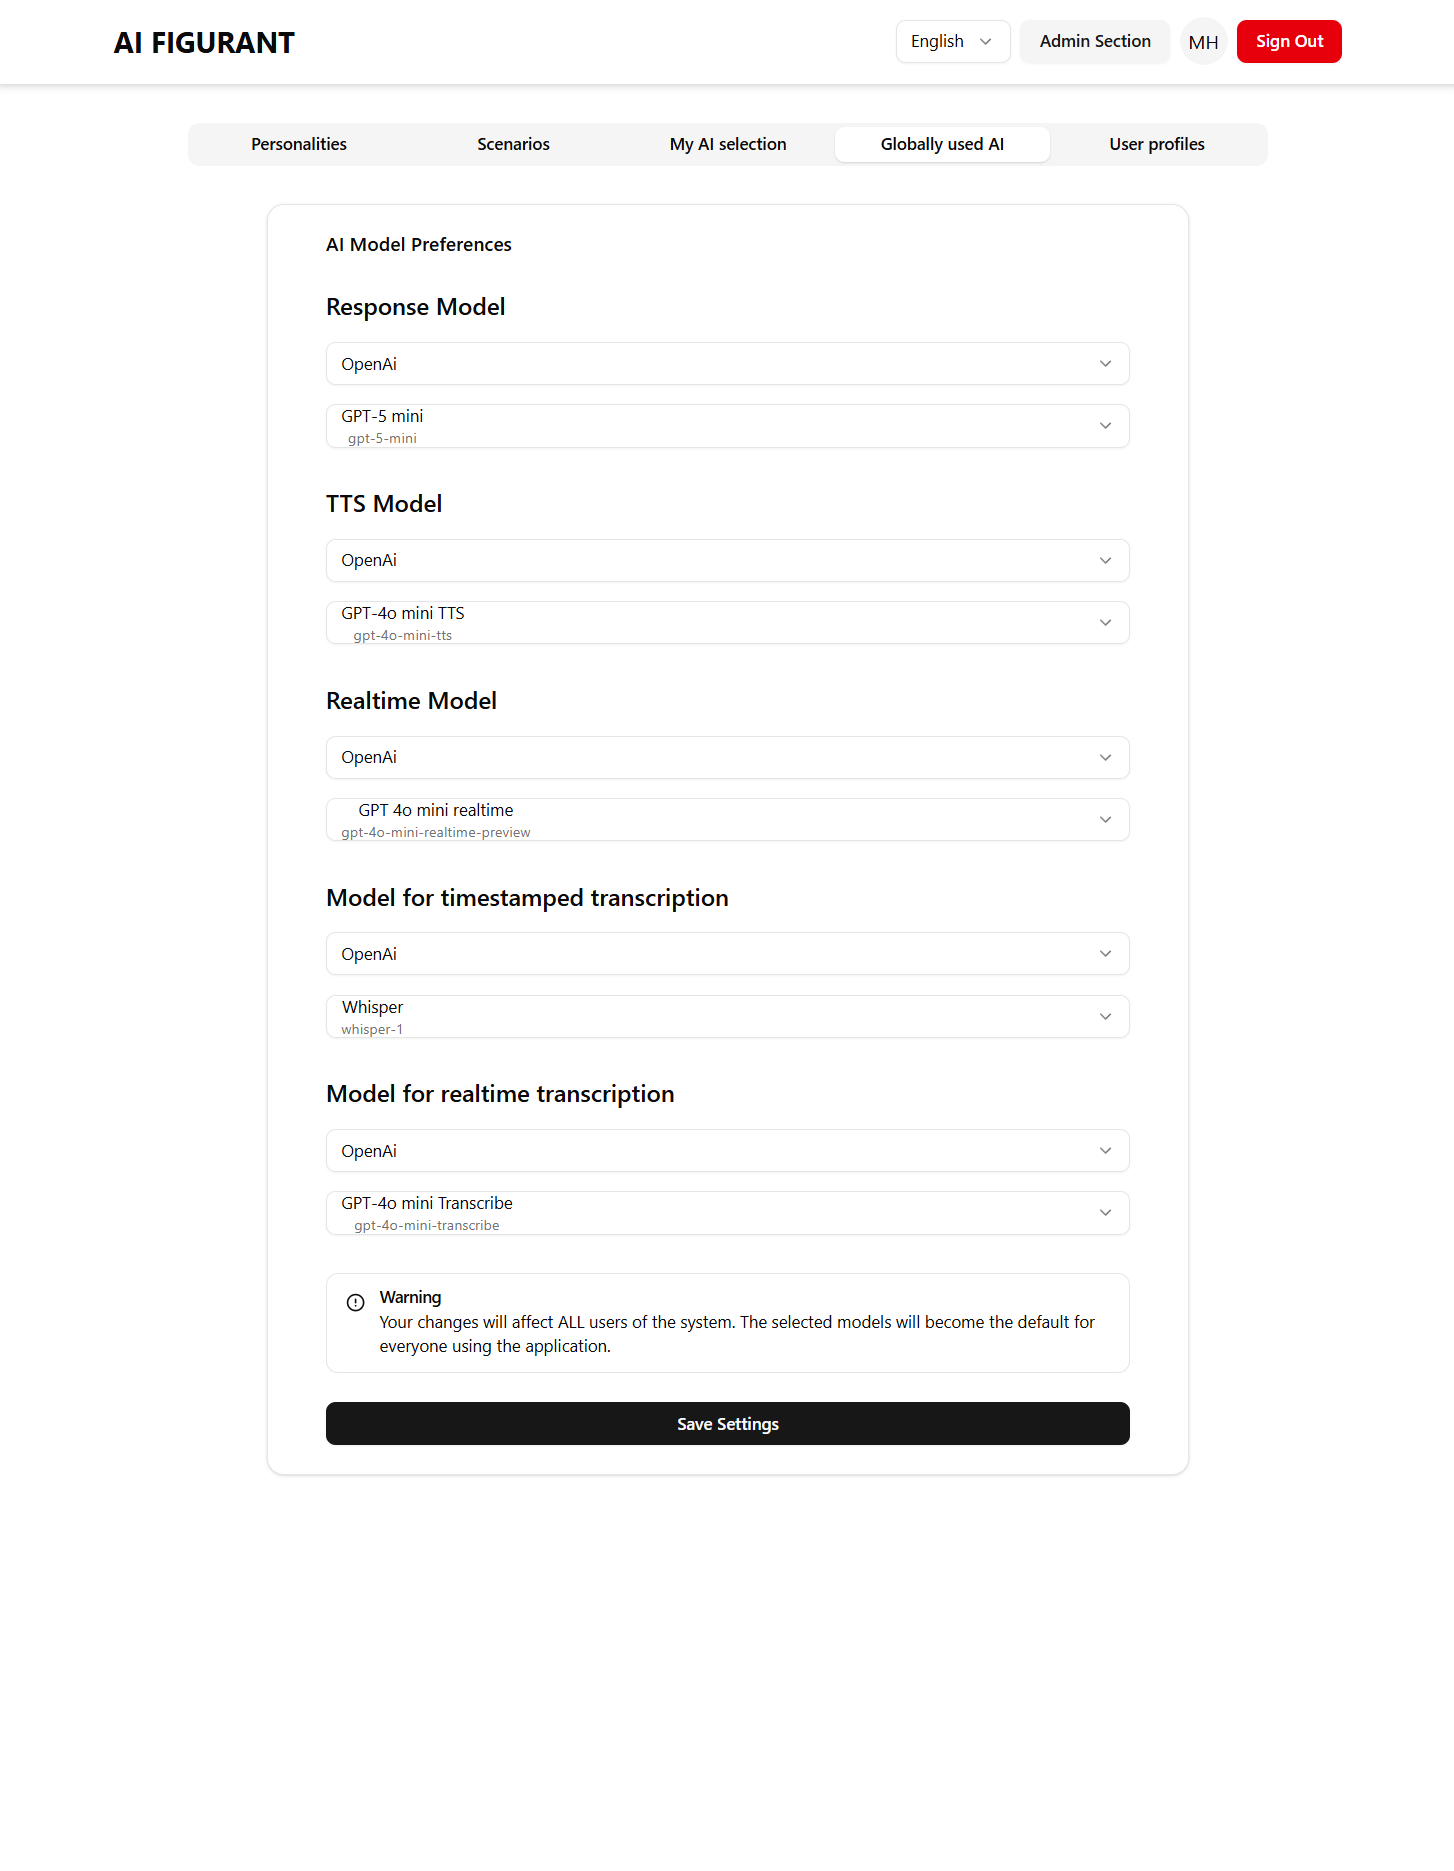 AI FIGURANT
English
Admin Section
MH
Sign Out
Personalities
Scenarios
My AI selection
Globally used AI
User profiles
AI Model Preferences
Response Model
OpenAi
GPT-5 mini
gpt-5-mini
TTS Model
OpenAi
GPT-4o mini TTS
gpt-4o-mini-tts
Realtime Model
OpenAi
GPT 4o mini realtime
gpt-4o-mini-realtime-preview
Model for timestamped transcription
OpenAi
Whisper
whisper-1
Model for realtime transcription
OpenAi
GPT-4o mini Transcribe
gpt-4o-mini-transcribe
Warning
Your changes will affect ALL users of the system. The selected models will become the default for
everyone using the application.
Save Settings